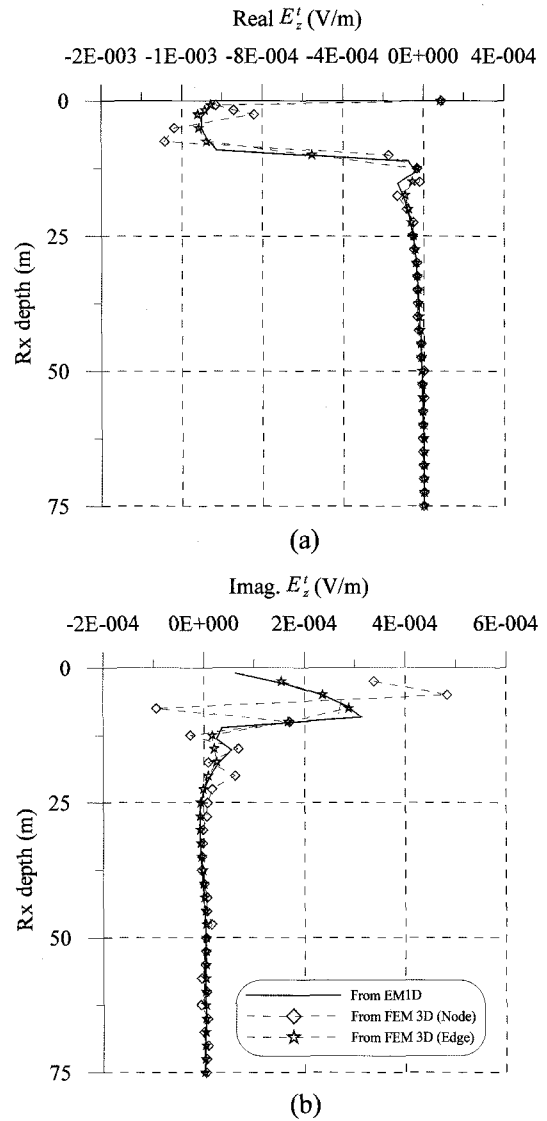 Real E_z^t (V/m)
-2E-003 -1E-003 -8E-004 -4E-004 0E+000 4E-004
0
25
50
75
Rx depth (m)
(a)
Imag. E_z^t (V/m)
-2E-004 0E+000 2E-004 4E-004 6E-004
0
25
50
75
Rx depth (m)
From EM1D
From FEM 3D (Node)
From FEM 3D (Edge)
(b)